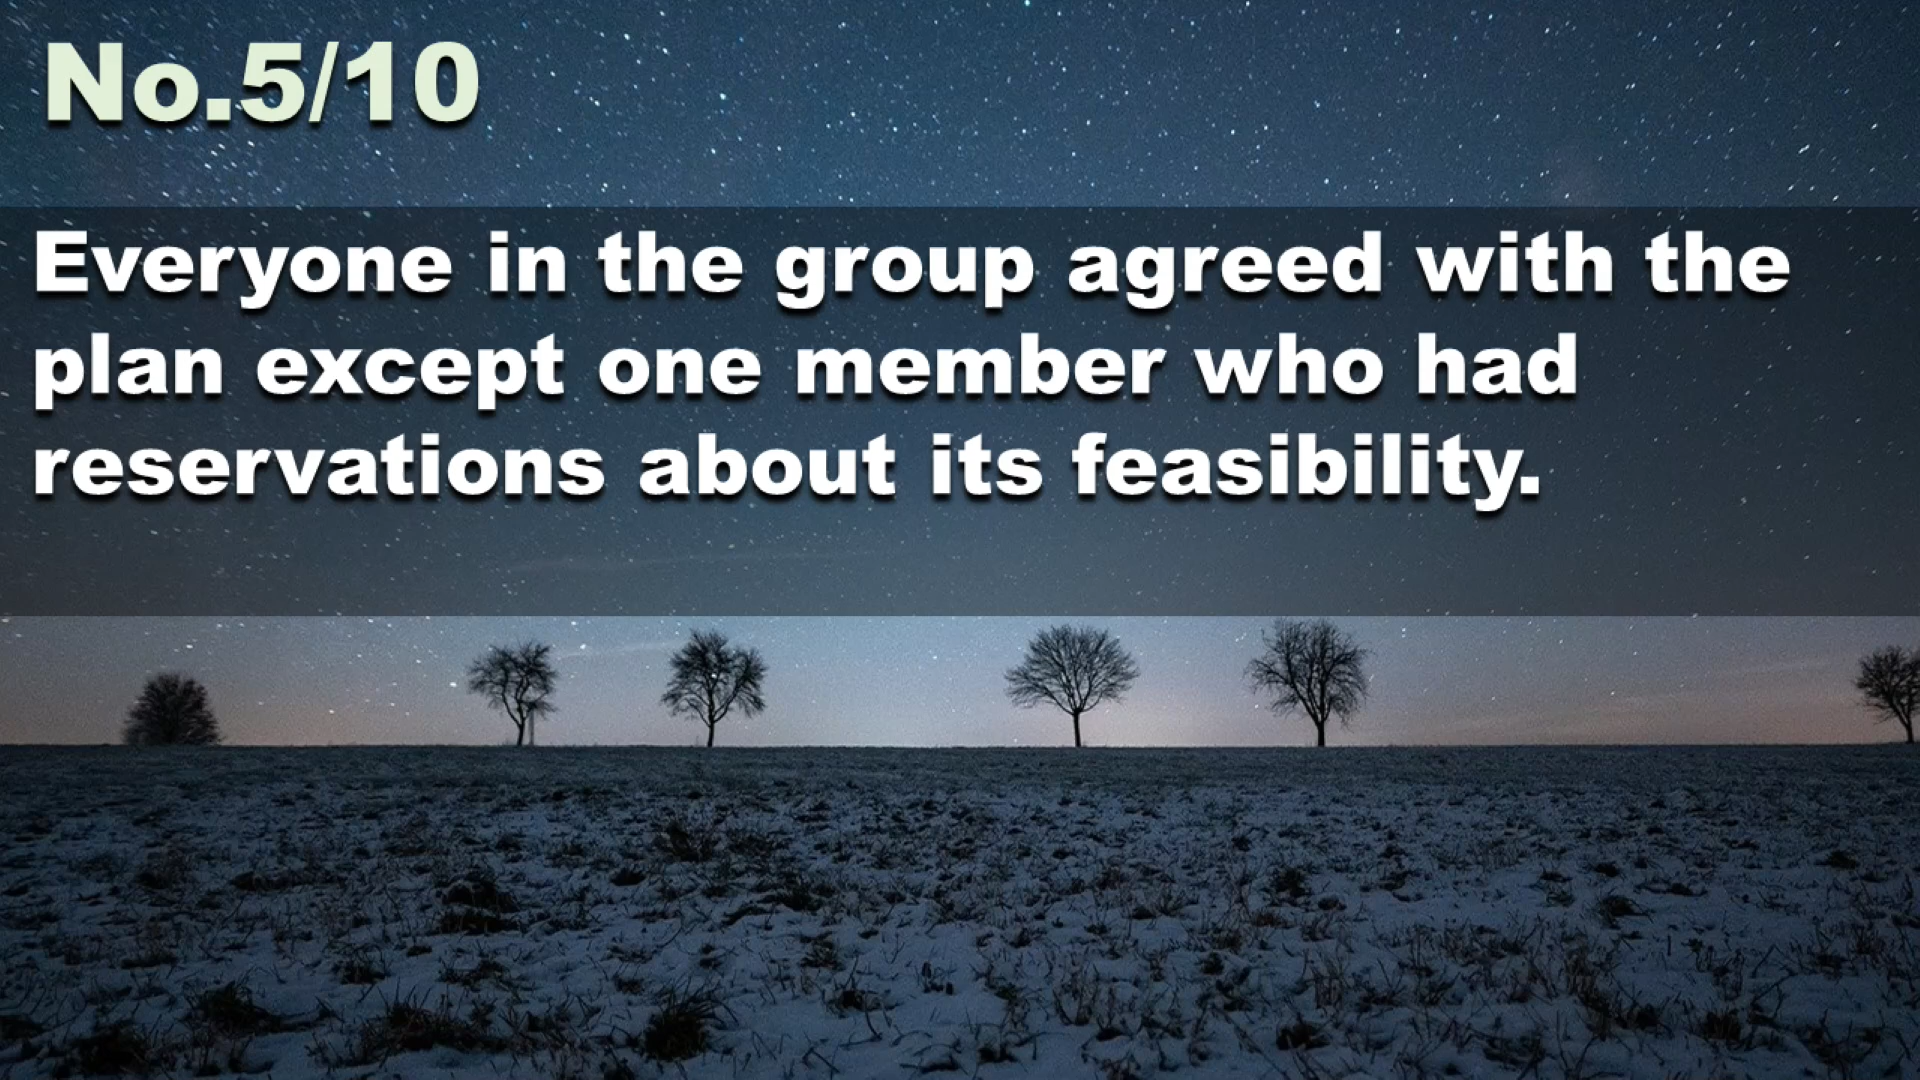 No.5/10
Everyone in the group agreed with the
plan except one member who had
reservations about its feasibility.